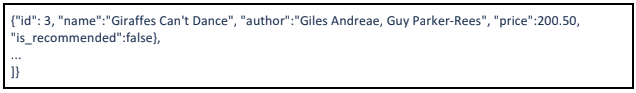 {"id": 3, "name":"Giraffes Can't Dance", "author":"Giles Andreae, Guy Parker-Rees", "price":200.50,
"is_recommended":false},
...
]}